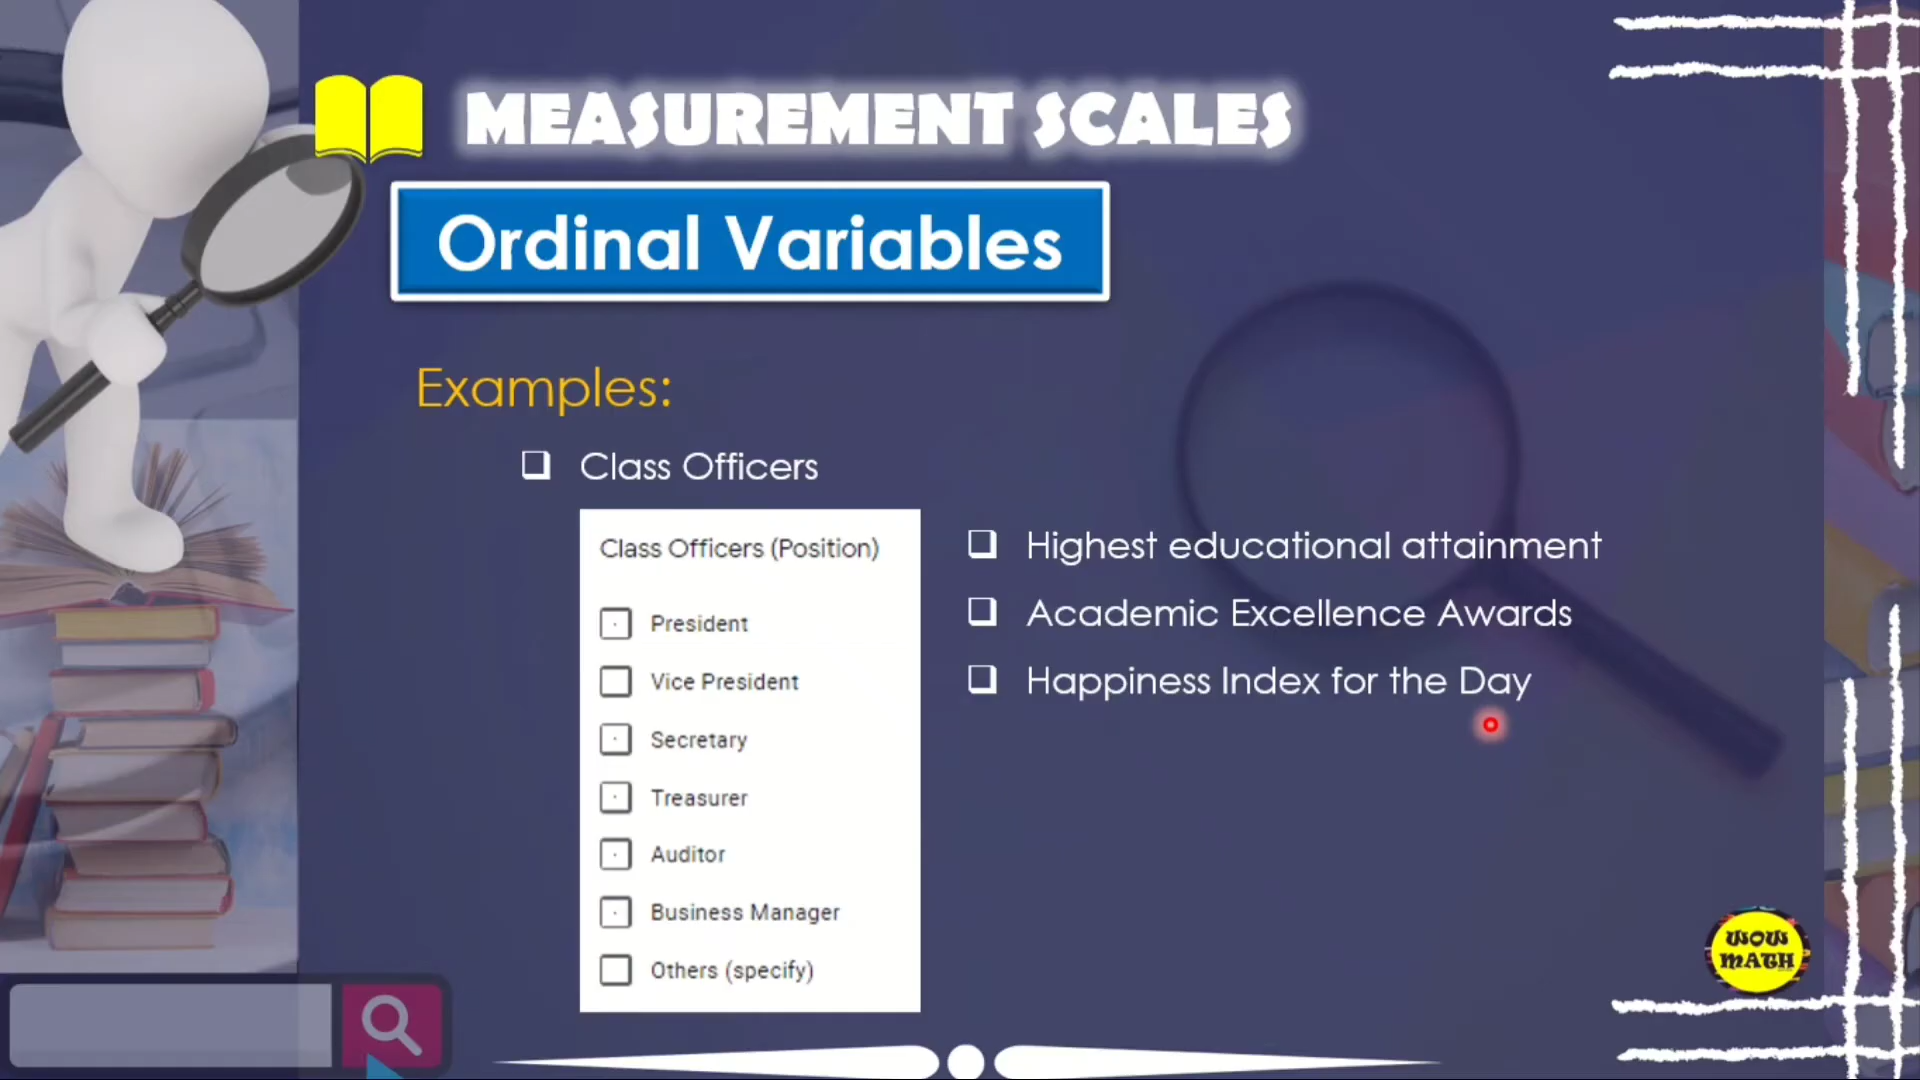 MEASUREMENT SCALES
Ordinal Variables
Examples:
❑ Class Officers
Class Officers (Position)
President
Vice President
Secretary
Treasurer
Auditor
Business Manager
Others (specify)
❑ Highest educational attainment
❑ Academic Excellence Awards
❑ Happiness Index for the Day
WOW
MATH